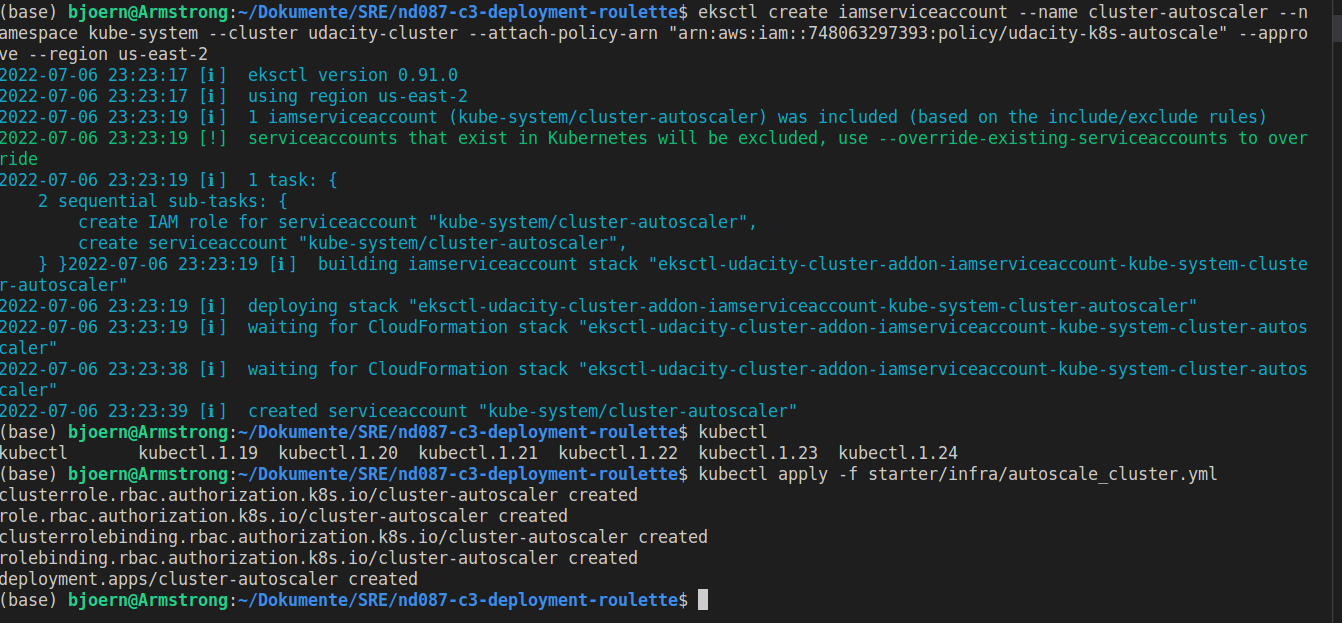 (base) bjoern@Armstrong:~/Dokumente/SRE/nd087-c3-deployment-roulette$ eksctl create iamserviceaccount --name cluster-autoscaler --n
amespace kube-system --cluster udacity-cluster --attach-policy-arn "arn:aws:iam::748063297393:policy/udacity-k8s-autoscale" --appro
ve --region us-east-2
2022-07-06 23:23:17 [ℹ]  eksctl version 0.91.0
2022-07-06 23:23:17 [ℹ]  using region us-east-2
2022-07-06 23:23:19 [ℹ]  1 iamserviceaccount (kube-system/cluster-autoscaler) was included (based on the include/exclude rules)
2022-07-06 23:23:19 [!]  serviceaccounts that exist in Kubernetes will be excluded, use --override-existing-serviceaccounts to over
ride
2022-07-06 23:23:19 [ℹ]  1 task: {
    2 sequential sub-tasks: {
        create IAM role for serviceaccount "kube-system/cluster-autoscaler",
        create serviceaccount "kube-system/cluster-autoscaler",
    } }2022-07-06 23:23:19 [ℹ]  building iamserviceaccount stack "eksctl-udacity-cluster-addon-iamserviceaccount-kube-system-cluste
r-autoscaler"
2022-07-06 23:23:19 [ℹ]  deploying stack "eksctl-udacity-cluster-addon-iamserviceaccount-kube-system-cluster-autoscaler"
2022-07-06 23:23:19 [ℹ]  waiting for CloudFormation stack "eksctl-udacity-cluster-addon-iamserviceaccount-kube-system-cluster-autos
caler"
2022-07-06 23:23:38 [ℹ]  waiting for CloudFormation stack "eksctl-udacity-cluster-addon-iamserviceaccount-kube-system-cluster-autos
caler"
2022-07-06 23:23:39 [ℹ]  created serviceaccount "kube-system/cluster-autoscaler"
(base) bjoern@Armstrong:~/Dokumente/SRE/nd087-c3-deployment-roulette$ kubectl
kubectl       kubectl.1.19  kubectl.1.20  kubectl.1.21  kubectl.1.22  kubectl.1.23  kubectl.1.24
(base) bjoern@Armstrong:~/Dokumente/SRE/nd087-c3-deployment-roulette$ kubectl apply -f starter/infra/autoscale_cluster.yml
clusterrole.rbac.authorization.k8s.io/cluster-autoscaler created
role.rbac.authorization.k8s.io/cluster-autoscaler created
clusterrolebinding.rbac.authorization.k8s.io/cluster-autoscaler created
rolebinding.rbac.authorization.k8s.io/cluster-autoscaler created
deployment.apps/cluster-autoscaler created
(base) bjoern@Armstrong:~/Dokumente/SRE/nd087-c3-deployment-roulette$